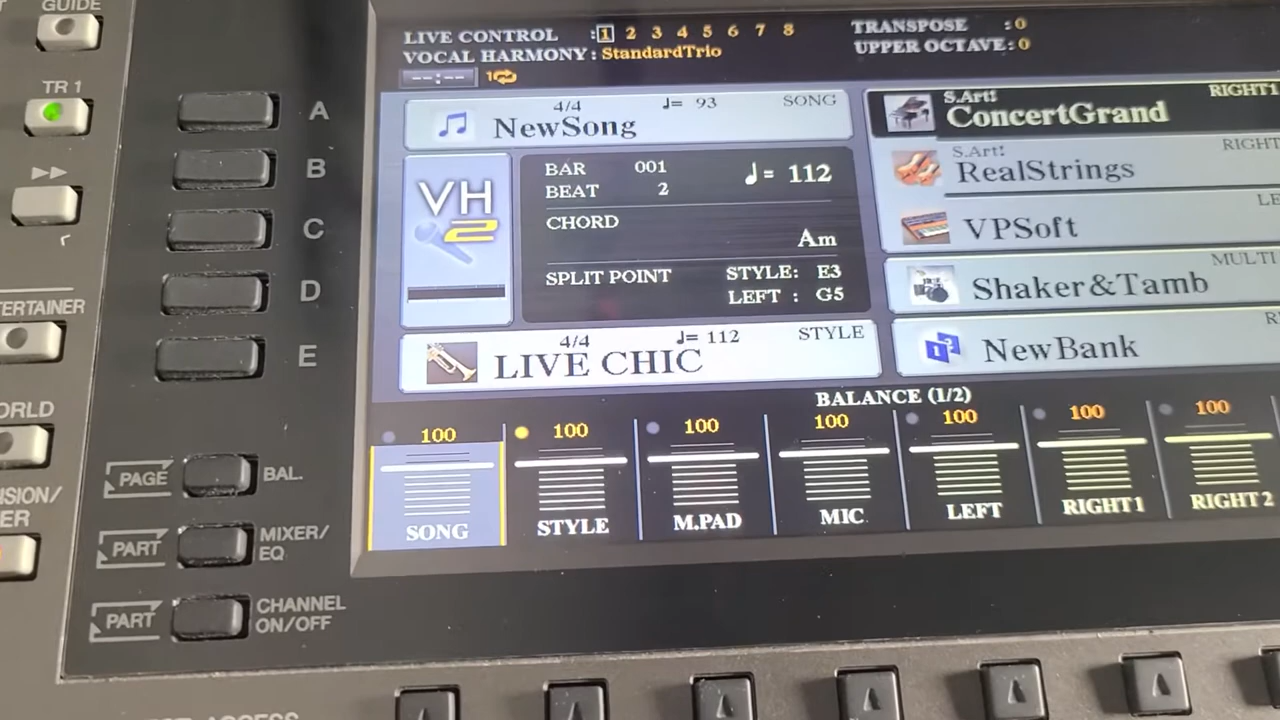 GUIDE
TR 1
A
B
C
D
E
PAGE
BAL.
PART
MIXER/
EQ
PART
CHANNEL
ON/OFF
LIVE CONTROL :1 2 3 4 5 6 7 8
VOCAL HARMONY: StandardTrio
TRANSPOSE :0
UPPER OCTAVE:0
--:--
4/4 ♩= 93 SONG
NewSong
VH
2
BAR 001
BEAT 2
♩= 112
CHORD
Am
SPLIT POINT STYLE: E3
LEFT : G5
4/4 ♩= 112 STYLE
LIVE CHIC
S.Art! RIGHT1
ConcertGrand
S.Art! RIGHT
RealStrings
LE
VPSoft
MULTI
Shaker&Tamb
NewBank
BALANCE (1/2)
100 100 100 100 100 100 100
SONG STYLE M.PAD MIC LEFT RIGHT1 RIGHT2